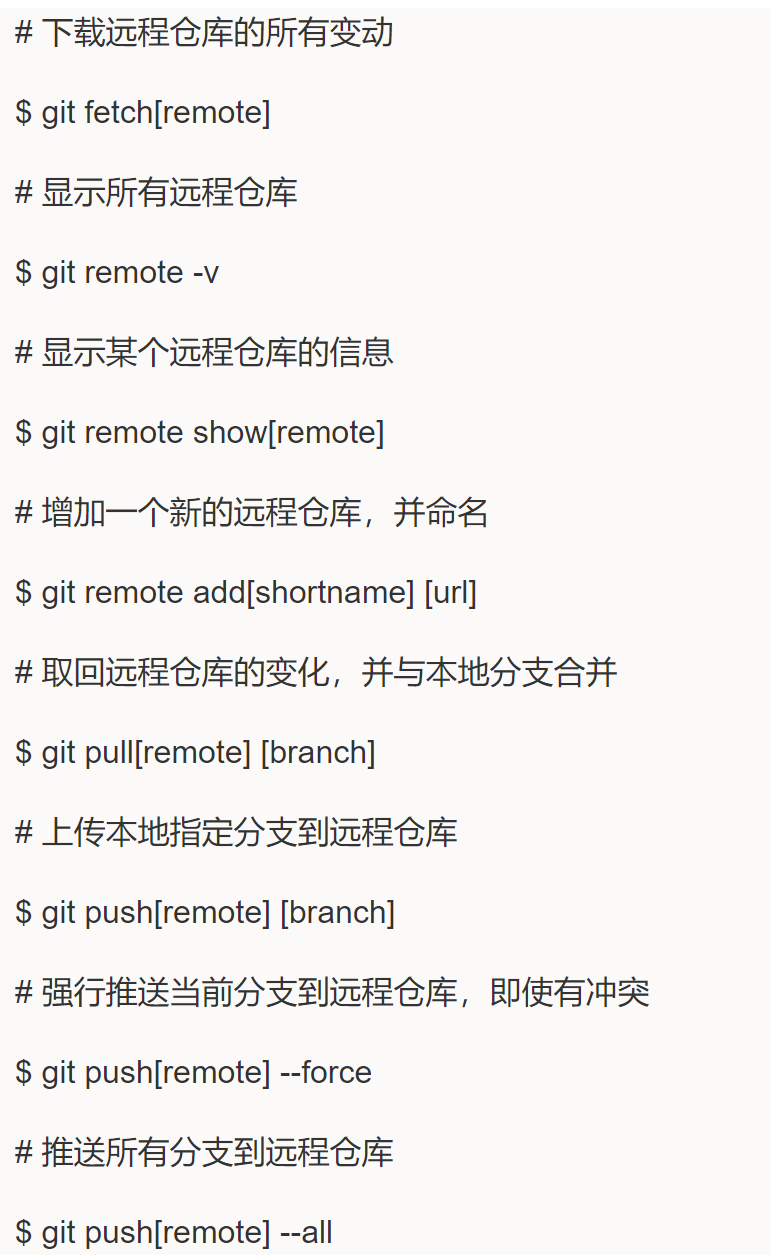 # 下载远程仓库的所有变动
$ git fetch[remote]
# 显示所有远程仓库
$ git remote -v
# 显示某个远程仓库的信息
$ git remote show[remote]
# 增加一个新的远程仓库，并命名
$ git remote add[shortname] [url]
# 取回远程仓库的变化，并与本地分支合并
$ git pull[remote] [branch]
# 上传本地指定分支到远程仓库
$ git push[remote] [branch]
# 强行推送当前分支到远程仓库，即使有冲突
$ git push[remote] --force
# 推送所有分支到远程仓库
$ git push[remote] --all